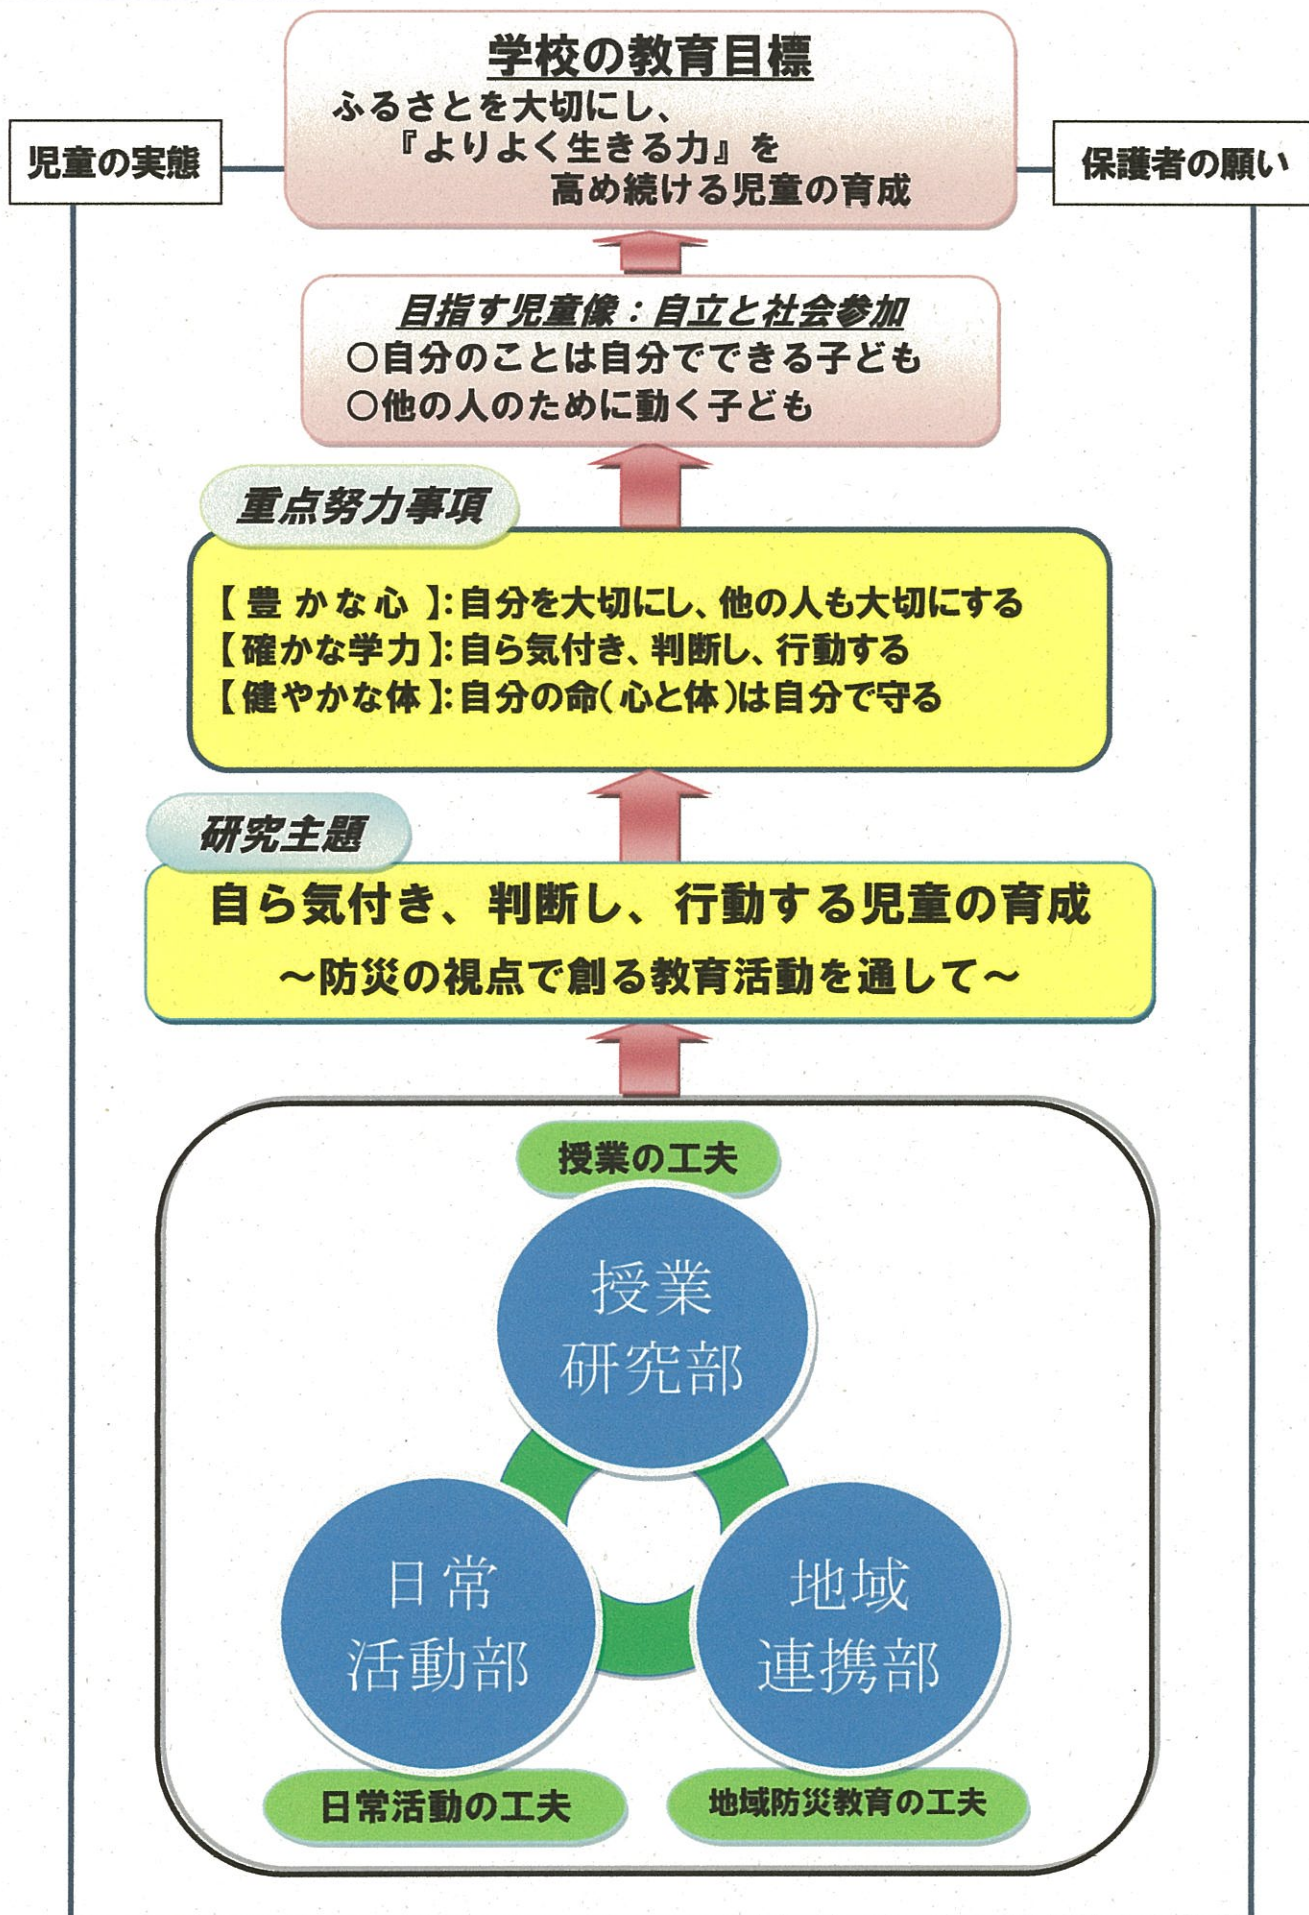 学校の教育目標
ふるさとを大切にし、
『よりよく生きる力』を
高め続ける児童の育成
児童の実態
保護者の願い
目指す児童像：自立と社会参加
○自分のことは自分でできる子ども
○他の人のために動く子ども
重点努力事項
【豊かな心】：自分を大切にし、他の人も大切にする
【確かな学力】：自ら気付き、判断し、行動する
【健やかな体】：自分の命（心と体）は自分で守る
研究主題
自ら気付き、判断し、行動する児童の育成
～防災の視点で創る教育活動を通して～
授業の工夫
授業
研究部
日常
活動部
地域
連携部
日常活動の工夫
地域防災教育の工夫